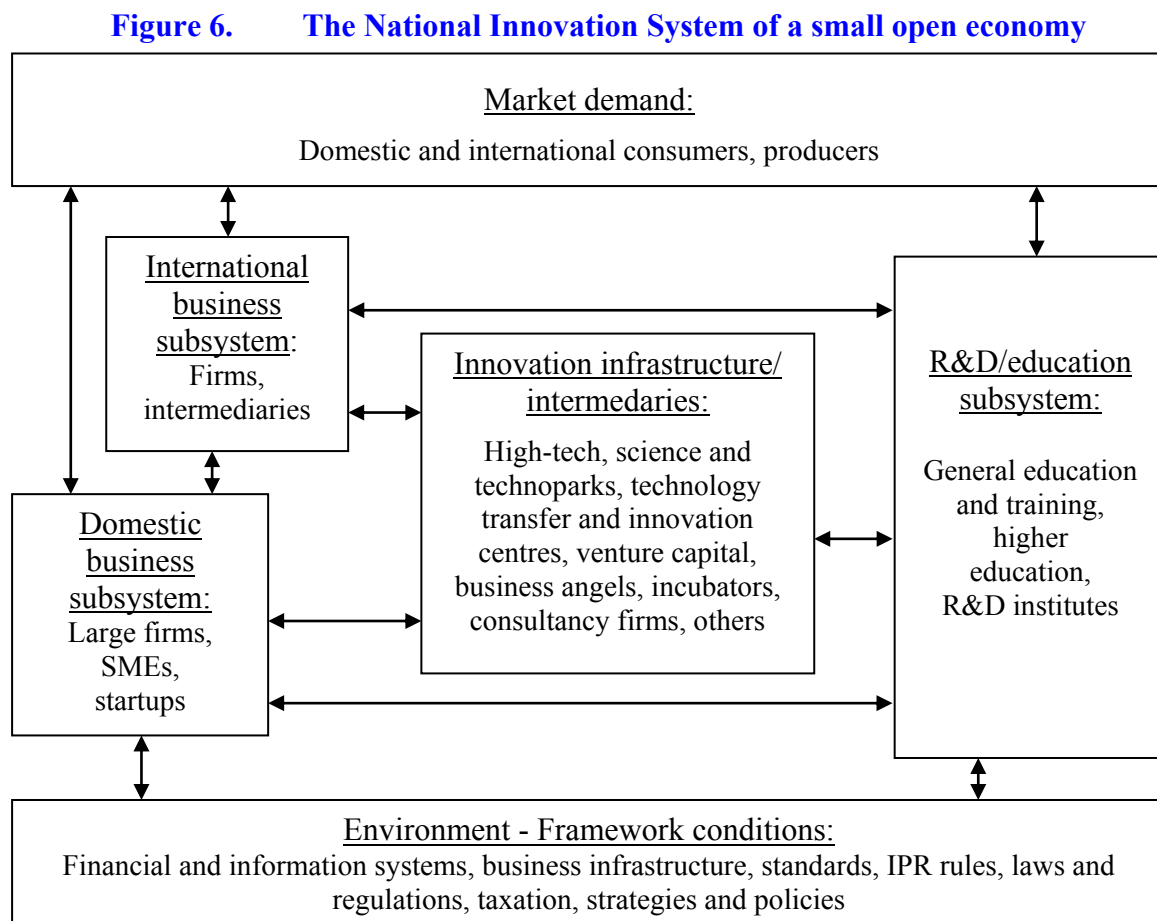 Figure 6. The National Innovation System of a small open economy
Market demand:
Domestic and international consumers, producers
International
business
subsystem:
Firms,
intermediaries
Innovation infrastructure/
intermedaries:
High-tech, science and
technoparks, technology
transfer and innovation
centres, venture capital,
business angels, incubators,
consultancy firms, others
R&D/education
subsystem:
General education
and training,
higher
education,
R&D institutes
Domestic
business
subsystem:
Large firms,
SMEs,
startups
Environment - Framework conditions:
Financial and information systems, business infrastructure, standards, IPR rules, laws and
regulations, taxation, strategies and policies